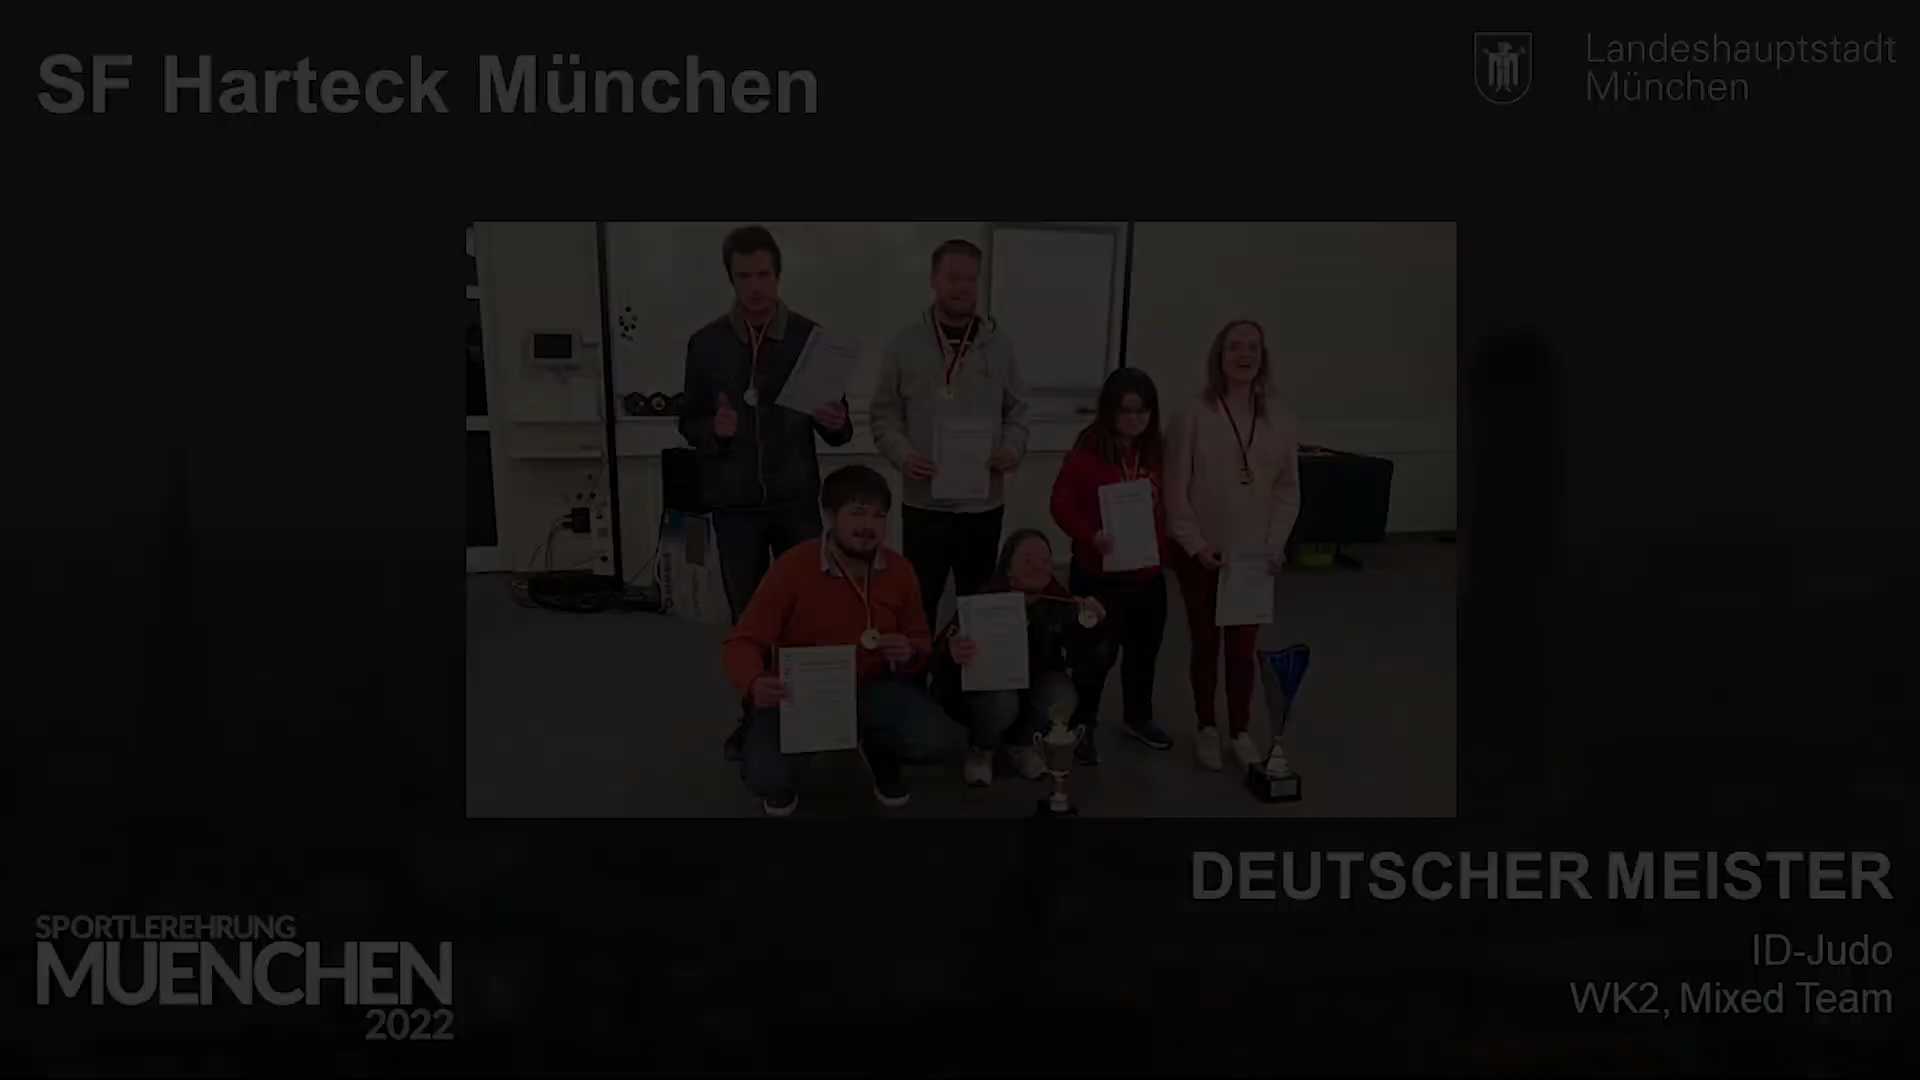 SF Harteck München
Landeshauptstadt
München
DEUTSCHER MEISTER
ID-Judo
WK2, Mixed Team
SPORTLEREHRUNG
MUENCHEN
2022